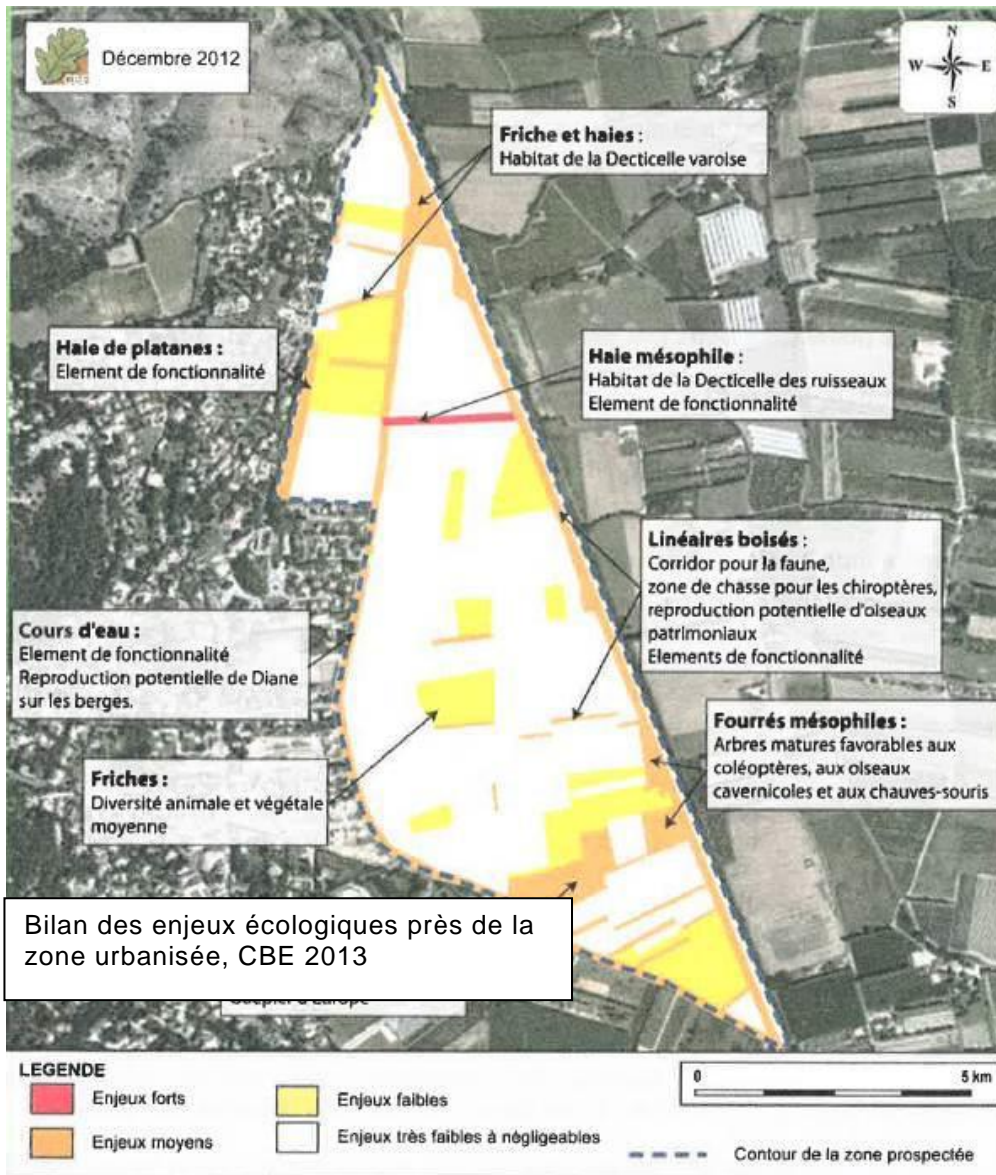 CBE
Décembre 2012
N
W
E
S
Friche et haies :
Habitat de la Decticelle varoise
Haie de platanes :
Element de fonctionnalité
Haie mésophile :
Habitat de la Decticelle des ruisseaux
Element de fonctionnalité
Linéaires boisés :
Corridor pour la faune,
zone de chasse pour les chiroptères,
reproduction potentielle d'oiseaux
patrimoniaux
Elements de fonctionnalité
Cours d'eau :
Element de fonctionnalité
Reproduction potentielle de Diane
sur les berges.
Fourrés mésophiles :
Arbres matures favorables aux
coléoptères, aux oiseaux
cavernicoles et aux chauves-souris
Friches :
Diversité animale et végétale
moyenne
Bilan des enjeux écologiques près de la
zone urbanisée, CBE 2013
d'Europe
LEGENDE
Enjeux forts
Enjeux faibles
Enjeux moyens
Enjeux très faibles à négligeables
0
5 km
Contour de la zone prospectée